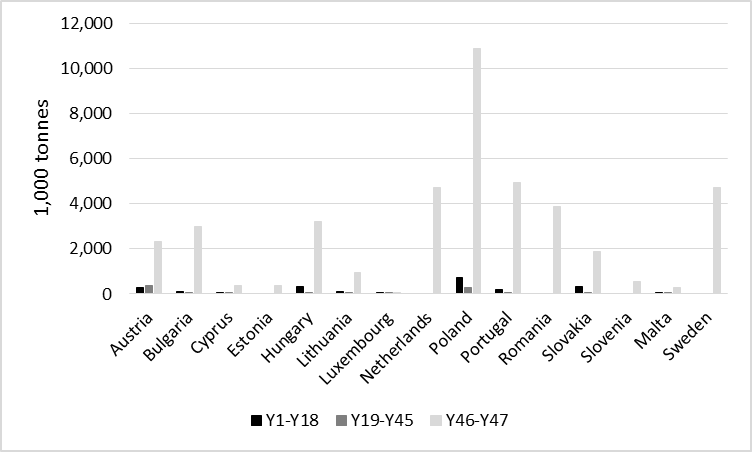 12,000
10,000
8,000
6,000
4,000
2,000
0
1,000 tonnes
Austria
Bulgaria
Cyprus
Estonia
Hungary
Lithuania
Luxembourg
Netherlands
Poland
Portugal
Romania
Slovakia
Slovenia
Malta
Sweden
Y1-Y18 Y19-Y45 Y46-Y47